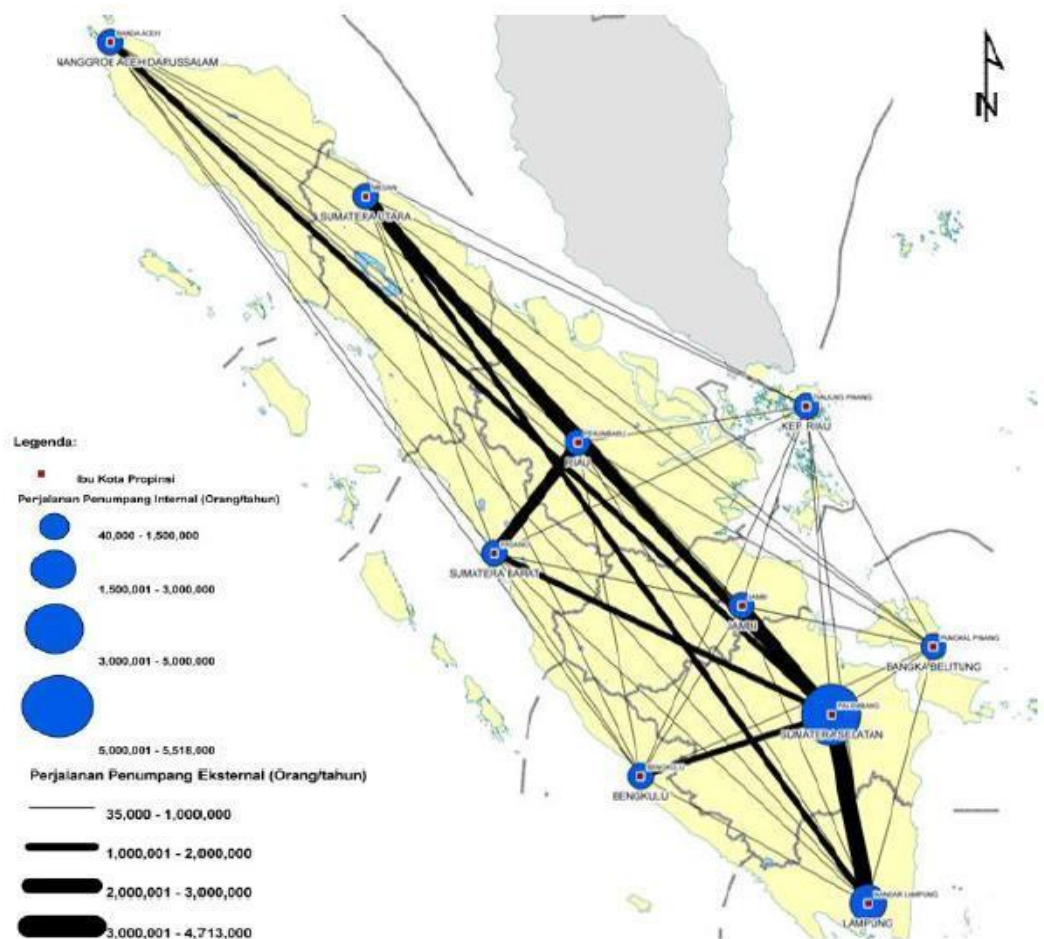 BANDA ACEH
NANGGROE ACEH DARUSSALAM
N
MEDAN
SUMATERA UTARA
TANJUNG PINANG
KEP. RIAU
PEKANBARU
RIAU
Legenda:
Ibu Kota Propinsi
Perjalanan Penumpang Internal (Orang/tahun)
40,000 - 1,500,000
1,500,001 - 3,000,000
3,000,001 - 5,000,000
5,000,001 - 5,518,000
Perjalanan Penumpang Eksternal (Orang/tahun)
35,000 - 1,000,000
1,000,001 - 2,000,000
2,000,001 - 3,000,000
3,000,001 - 4,713,000
PADANG
SUMATERA BARAT
JAMBI
JAMBI
PANGKAL PINANG
BANGKA BELITUNG
PALEMBANG
SUMATERA SELATAN
BENGKULU
BENGKULU
BANDAR LAMPUNG
LAMPUNG